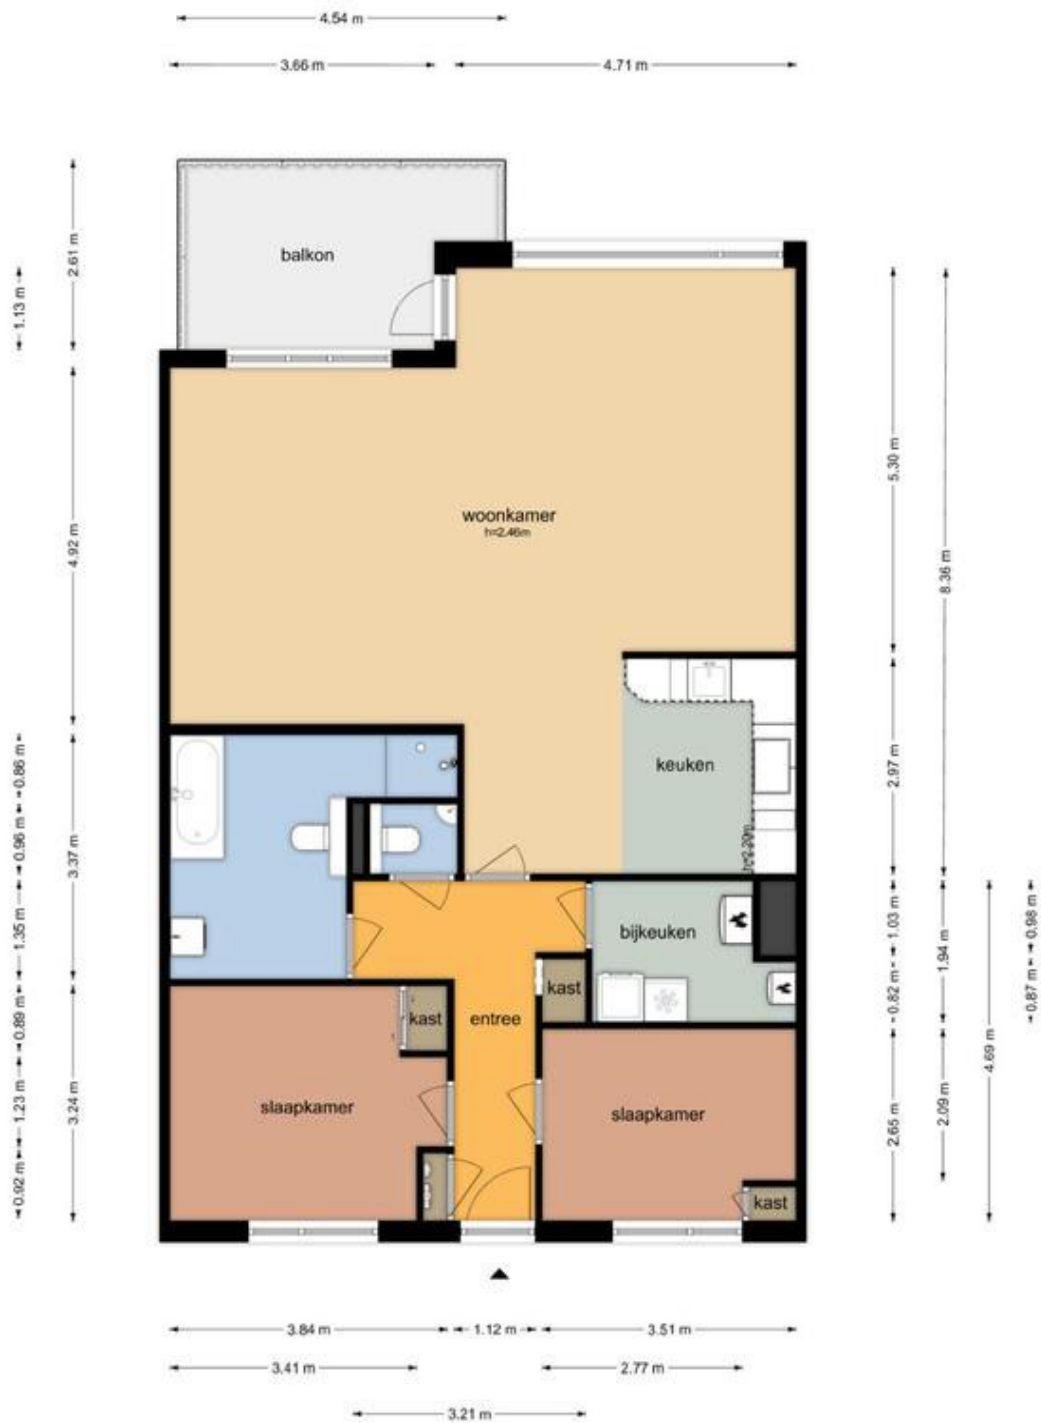 4.54 m
3.66 m
4.71 m
2.61 m
1.13 m
balkon
5.30 m
woonkamer
h=2.46m
4.92 m
8.36 m
keuken
h=2.20m
0.86 m
0.96 m
2.97 m
3.37 m
1.35 m
bijkeuken
1.03 m
0.98 m
1.94 m
0.82 m
0.87 m
kast
kast
entree
0.89 m
4.69 m
slaapkamer
slaapkamer
1.23 m
3.24 m
2.65 m
2.09 m
0.92 m
kast
3.84 m
1.12 m
3.51 m
3.41 m
2.77 m
3.21 m